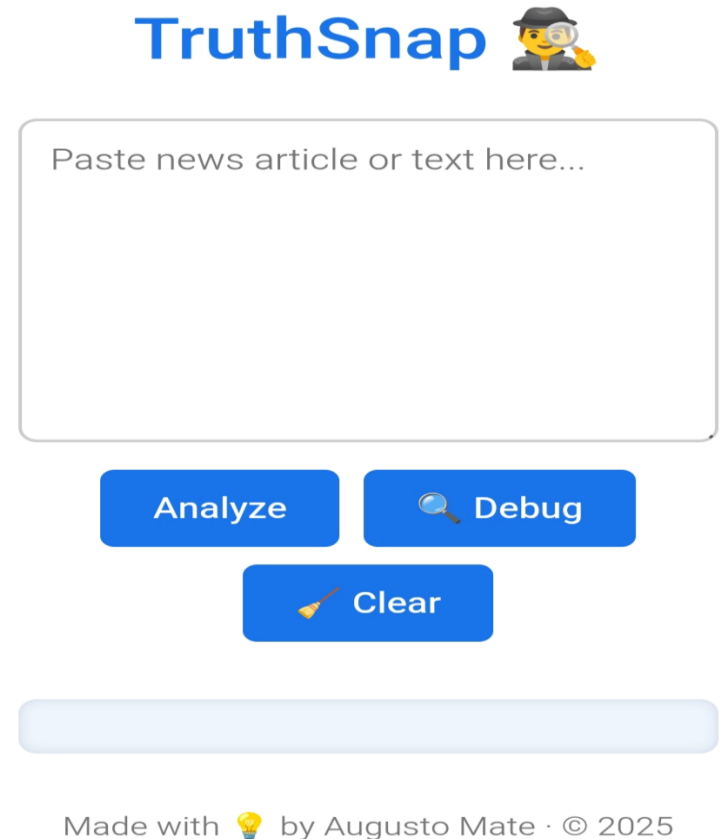 TruthSnap 🕵️‍♂️
Paste news article or text here...
Analyze
🔍 Debug
🧹 Clear
Made with 💡 by Augusto Mate · © 2025